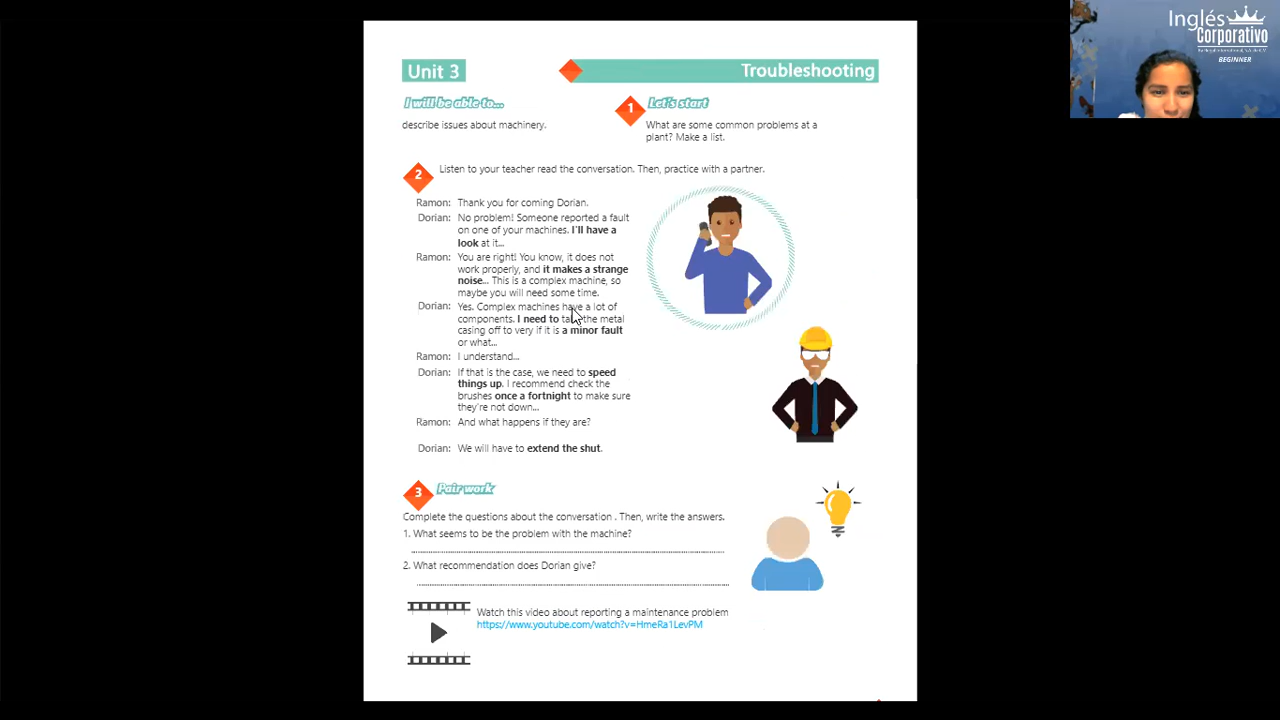 Unit 3
Troubleshooting
I will be able to...
describe issues about machinery.
1
Let's start
What are some common problems at a
plant? Make a list.
2
Listen to your teacher read the conversation. Then, practice with a partner.
Ramon: Thank you for coming Dorian.
Dorian: No problem! Someone reported a fault
on one of your machines. I'll have a
look at it...
Ramon: You are right! You know, it does not
work properly, and it makes a strange
noise... This is a complex machine, so
maybe you will need some time.
Dorian: Yes. Complex machines have a lot of
components. I need to the metal
casing off to very if it is a minor fault
or what...
Ramon: I understand...
Dorian: If that is the case, we need to speed
things up. I recommend check the
brushes once a fortnight to make sure
they're not down...
Ramon: And what happens if they are?
Dorian: We will have to extend the shut.
3
Pair work
Complete the questions about the conversation . Then, write the answers.
1. What seems to be the problem with the machine?
2. What recommendation does Dorian give?
Watch this video about reporting a maintenance problem
https://www.youtube.com/watch?v=HmeRa1LevPM
Inglés
Corporativo
BEGINNER